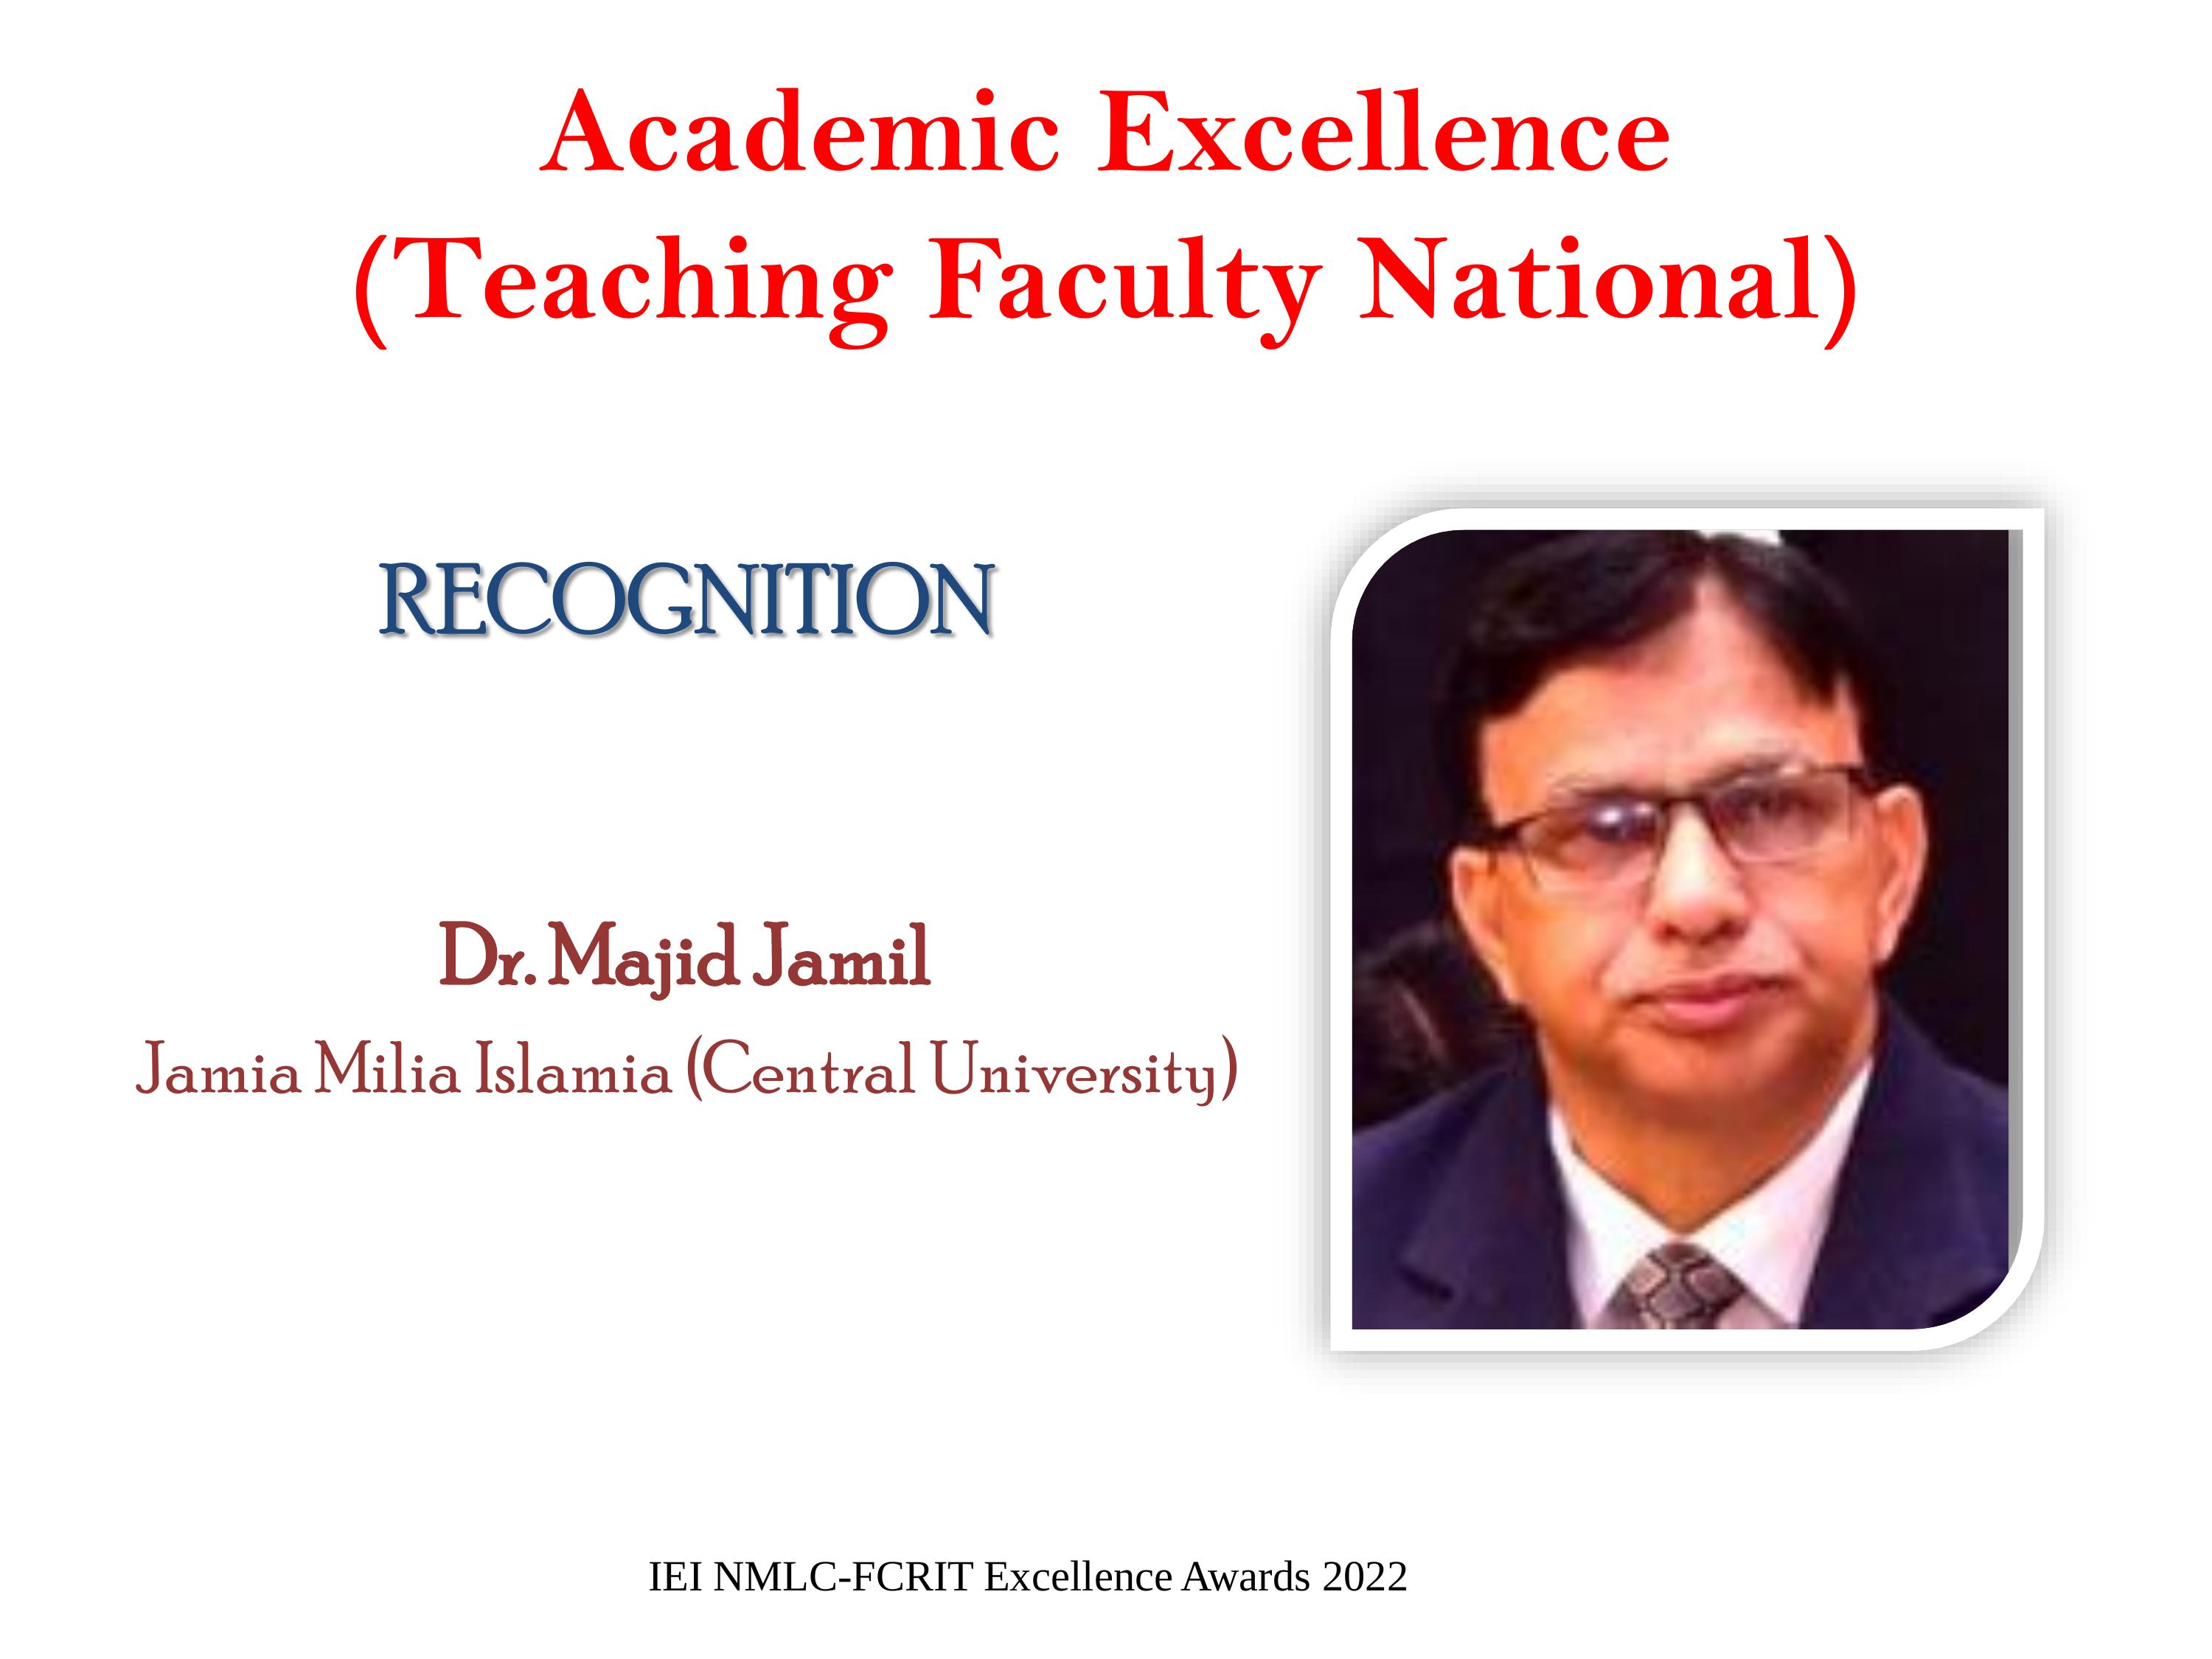 Academic Excellence
(Teaching Faculty National)
RECOGNITION
Dr. Majid Jamil
Jamia Milia Islamia (Central University)
IEI NMLC-FCRIT Excellence Awards 2022